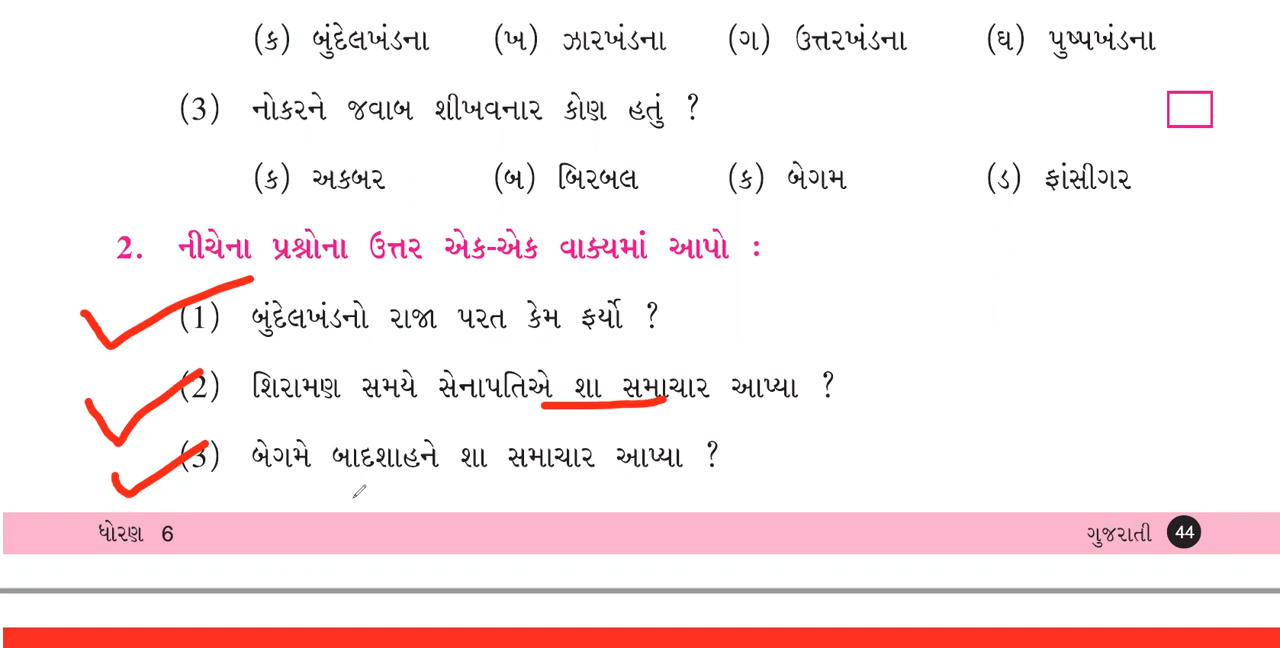 (ક) બુંદેલખંડના (ખ) ઝારખંડના (ગ) ઉત્તરખંડના (ઘ) પુષ્પખંડના
(3) નોકરને જવાબ શીખવનાર કોણ હતું ?
(ક) અકબર (બ) બિરબલ (ક) બેગમ (ડ) ફાંસીગર
2. નીચેના પ્રશ્નોના ઉત્તર એક-એક વાક્યમાં આપો :
(1) બુંદેલખંડનો રાજા પરત કેમ ફર્યો ?
(2) શિરામણ સમયે સેનાપતિએ શા સમાચાર આપ્યા ?
(3) બેગમે બાદશાહને શા સમાચાર આપ્યા ?
ધોરણ 6 ગુજરાતી 44